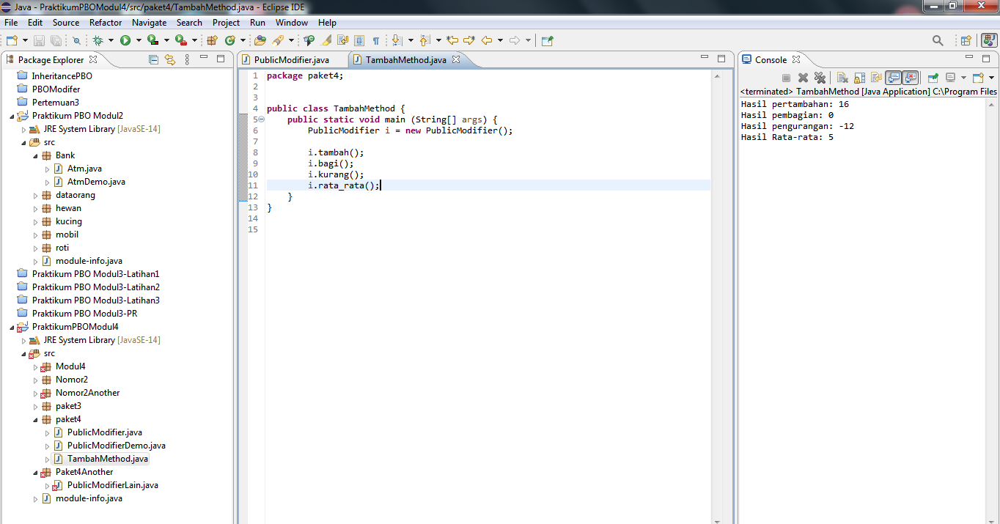 Java - PraktikumPBOModul4/src/paket4/TambahMethod.java - Eclipse IDE
File Edit Source Refactor Navigate Search Project Run Window Help
Package Explorer
InheritancePBO
PBOModifer
Pertemuan3
Praktikum PBO Modul2
JRE System Library [JavaSE-14]
src
Bank
Atm.java
AtmDemo.java
dataorang
hewan
kucing
mobil
roti
module-info.java
Praktikum PBO Modul3-Latihan1
Praktikum PBO Modul3-Latihan2
Praktikum PBO Modul3-Latihan3
Praktikum PBO Modul3-PR
PraktikumPBOModul4
JRE System Library [JavaSE-14]
src
Modul4
Nomor2
Nomor2Another
paket3
paket4
PublicModifier.java
PublicModifierDemo.java
TambahMethod.java
Paket4Another
PublicModifierLain.java
module-info.java
PublicModifier.java TambahMethod.java
1 package paket4;
2
3
4 public class TambahMethod {
5 public static void main (String[] args) {
6 PublicModifier i = new PublicModifier();
7
8 i.tambah();
9 i.bagi();
10 i.kurang();
11 i.rata_rata();
12 }
13 }
14
15
Console
<terminated> TambahMethod [Java Application] C:\Program Files
Hasil pertambahan: 16
Hasil pembagian: 0
Hasil pengurangan: -12
Hasil Rata-rata: 5